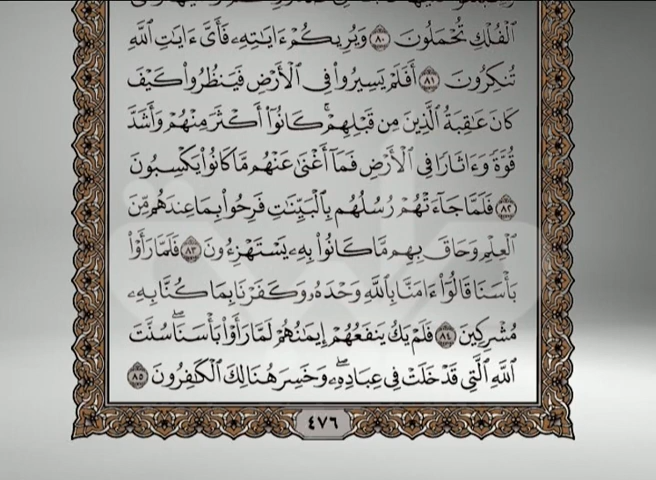 ٱلۡفُلۡكِ تُحۡمَلُونَ ٨٠ وَيُرِيكُمۡ ءَايَٰتِهِۦ فَأَيَّ ءَايَٰتِ ٱللَّهِ
تُنكِرُونَ ٨١ أَفَلَمۡ يَسِيرُواْ فِي ٱلۡأَرۡضِ فَيَنظُرُواْ كَيۡفَ
كَانَ عَٰقِبَةُ ٱلَّذِينَ مِن قَبۡلِهِمۡۚ كَانُوٓاْ أَكۡثَرَ مِنۡهُمۡ وَأَشَدَّ
قُوَّةٗ وَءَاثَارٗا فِي ٱلۡأَرۡضِ فَمَآ أَغۡنَىٰ عَنۡهُم مَّا كَانُواْ يَكۡسِبُونَ
٨٢ فَلَمَّا جَآءَتۡهُمۡ رُسُلُهُم بِٱلۡبَيِّنَٰتِ فَرِحُواْ بِمَا عِندَهُم مِّنَ
ٱلۡعِلۡمِ وَحَاقَ بِهِم مَّا كَانُواْ بِهِۦ يَسۡتَهۡزِءُونَ ٨٣ فَلَمَّا رَأَوۡاْ
بَأۡسَنَا قَالُوٓاْ ءَامَنَّا بِٱللَّهِ وَحۡدَهُۥ وَكَفَرۡنَا بِمَا كُنَّا بِهِۦ
مُشۡرِكِينَ ٨٤ فَلَمۡ يَكُ يَنفَعُهُمۡ إِيمَٰنُهُمۡ لَمَّا رَأَوۡاْ بَأۡسَنَاۖ سُنَّتَ
ٱللَّهِ ٱلَّتِي قَدۡ خَلَتۡ فِي عِبَادِهِۦۖ وَخَسِرَ هُنَالِكَ ٱلۡكَٰفِرُونَ ٨٥
٤٧٦